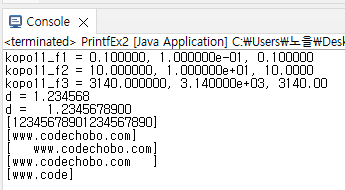 Console
<terminated> PrintfEx2 [Java Application] C:₩Users₩노을₩Desk
kopo11_f1 = 0.100000, 1.000000e-01, 0.100000
kopo11_f2 = 10.000000, 1.000000e+01, 10.0000
kopo11_f3 = 3140.000000, 3.140000e+03, 3140.00
d = 1.234568
d =   1.2345678900
[12345678901234567890]
[www.codechobo.com]
[   www.codechobo.com]
[www.codechobo.com   ]
[www.code]